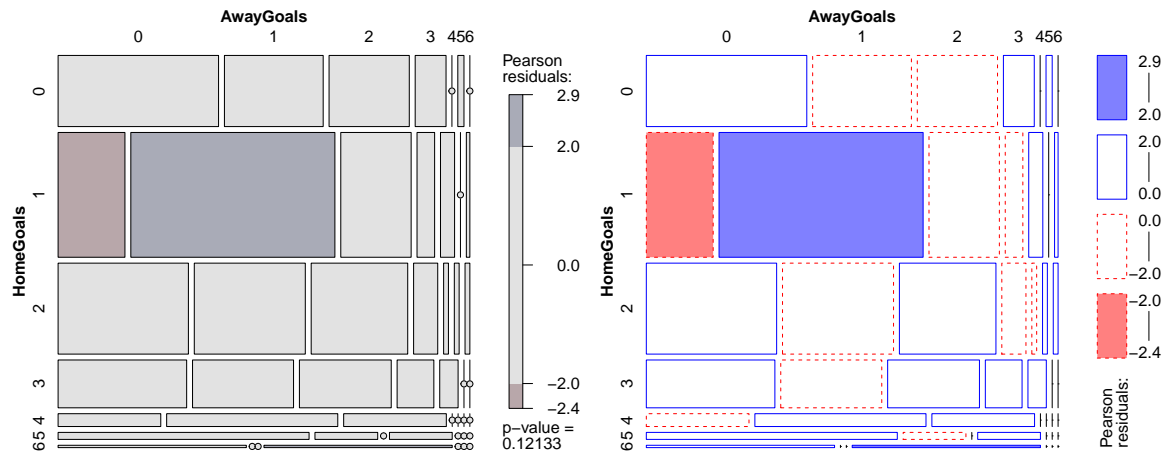 AwayGoals
0 1 2 3 456
HomeGoals
0
1
2
3
4
65
Pearson
residuals:
2.9
2.0
0.0
−2.0
−2.4
p−value =
0.12133
AwayGoals
0 1 2 3 456
HomeGoals
0
1
2
3
4
65
2.9
2.0
2.0
0.0
0.0
−2.0
−2.0
−2.4
Pearson
residuals: